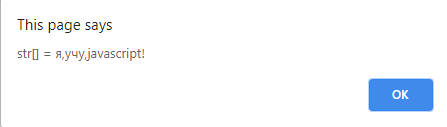 This page says
str[] = я,учу,javascript!
OK